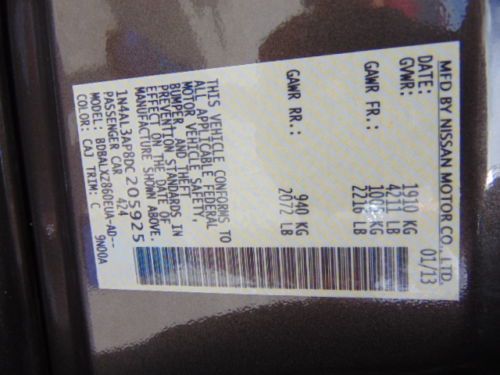 MFD BY NISSAN MOTOR CO., LTD.
DATE: 01/13
GVWR: 1910 KG
4211 LB
GAWR FR.: KG
2216 LB
GAWR RR.: 940 KG
2072 LB
THIS VEHICLE CONFORMS TO
ALL APPLICABLE FEDERAL
MOTOR VEHICLE SAFETY,
BUMPER, AND THEFT
PREVENTION STANDARDS IN
EFFECT ON THE DATE OF
MANUFACTURE SHOWN ABOVE.
1N4AL3AP8DC205925
PASSENGER CAR 474
MODEL: BDBALX2860EUA-AD-- 9N00A
COLOR: CAJ TRIM: C